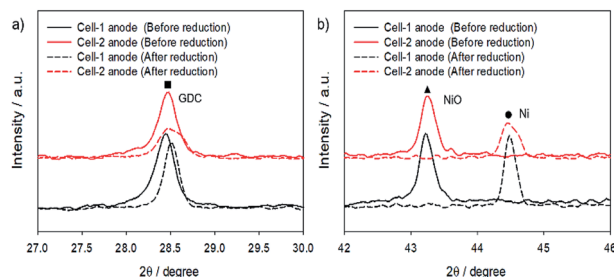 a)
Cell-1 anode (Before reduction)
Cell-2 anode (Before reduction)
Cell-1 anode (After reduction)
Cell-2 anode (After reduction)
GDC
Intensity / a.u.
27.0 27.5 28.0 28.5 29.0 29.5 30.0
2θ / degree
b)
Cell-1 anode (Before reduction)
Cell-2 anode (Before reduction)
Cell-1 anode (After reduction)
Cell-2 anode (After reduction)
NiO
Ni
Intensity / a.u.
42 43 44 45 46
2θ / degree